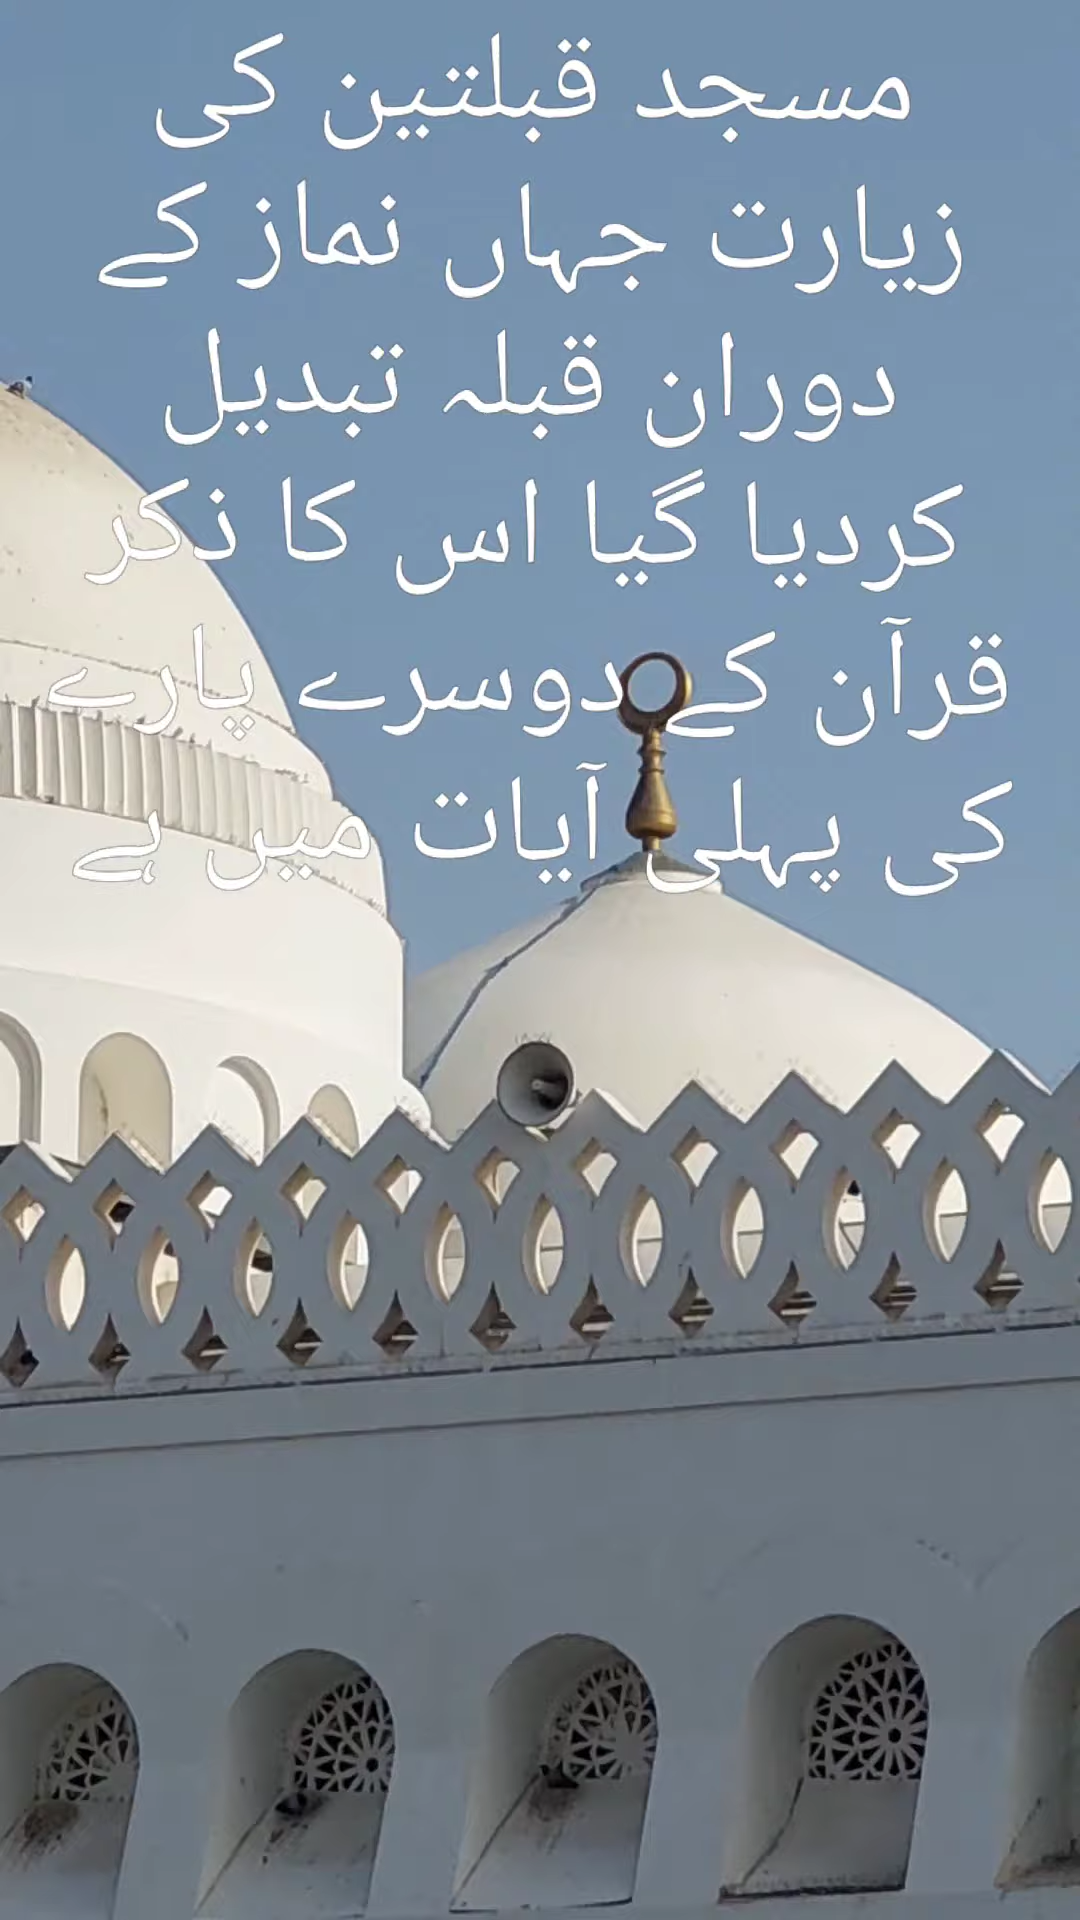 مسجد قبلتین کی
زیارت جہاں نماز کے
دوران قبلہ تبدیل
کردیا گیا اس کا ذکر
قرآن کے دوسرے پارے
کی پہلی آیات میں ہے